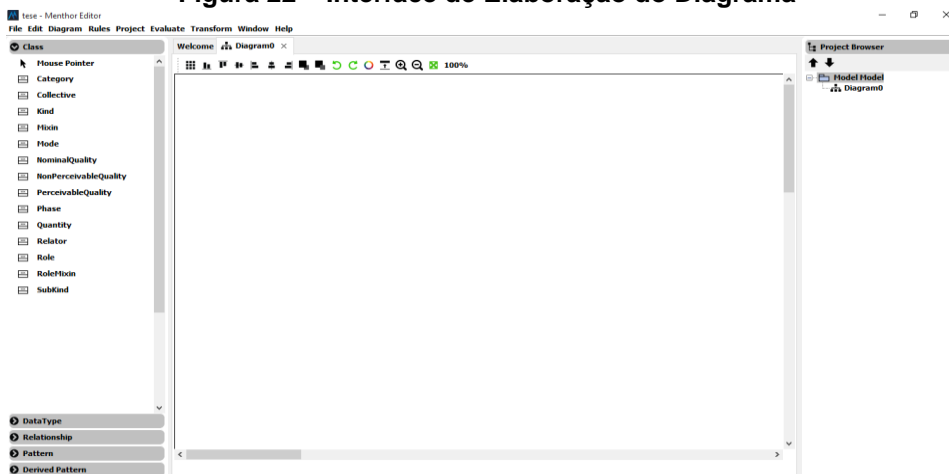 Figura 22 – Interface de Elaboração do Diagrama
tese - Menthor Editor
File Edit Diagram Rules Project Evaluate Transform Window Help
Class
Mouse Pointer
Category
Collective
Kind
Mixin
Mode
NominalQuality
NonPerceivableQuality
PerceivableQuality
Phase
Quantity
Relator
Role
RoleMixin
SubKind
DataType
Relationship
Pattern
Derived Pattern
Welcome Diagram0
100%
Project Browser
Model Model
Diagram0